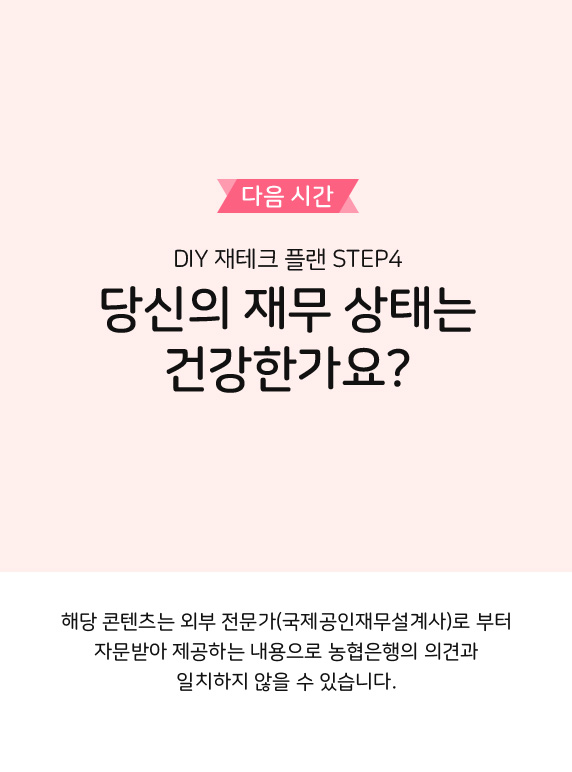 다음 시간
DIY 재테크 플랜 STEP4
당신의 재무 상태는
건강한가요?
해당 콘텐츠는 외부 전문가(국제공인재무설계사)로 부터
자문받아 제공하는 내용으로 농협은행의 의견과
일치하지 않을 수 있습니다.